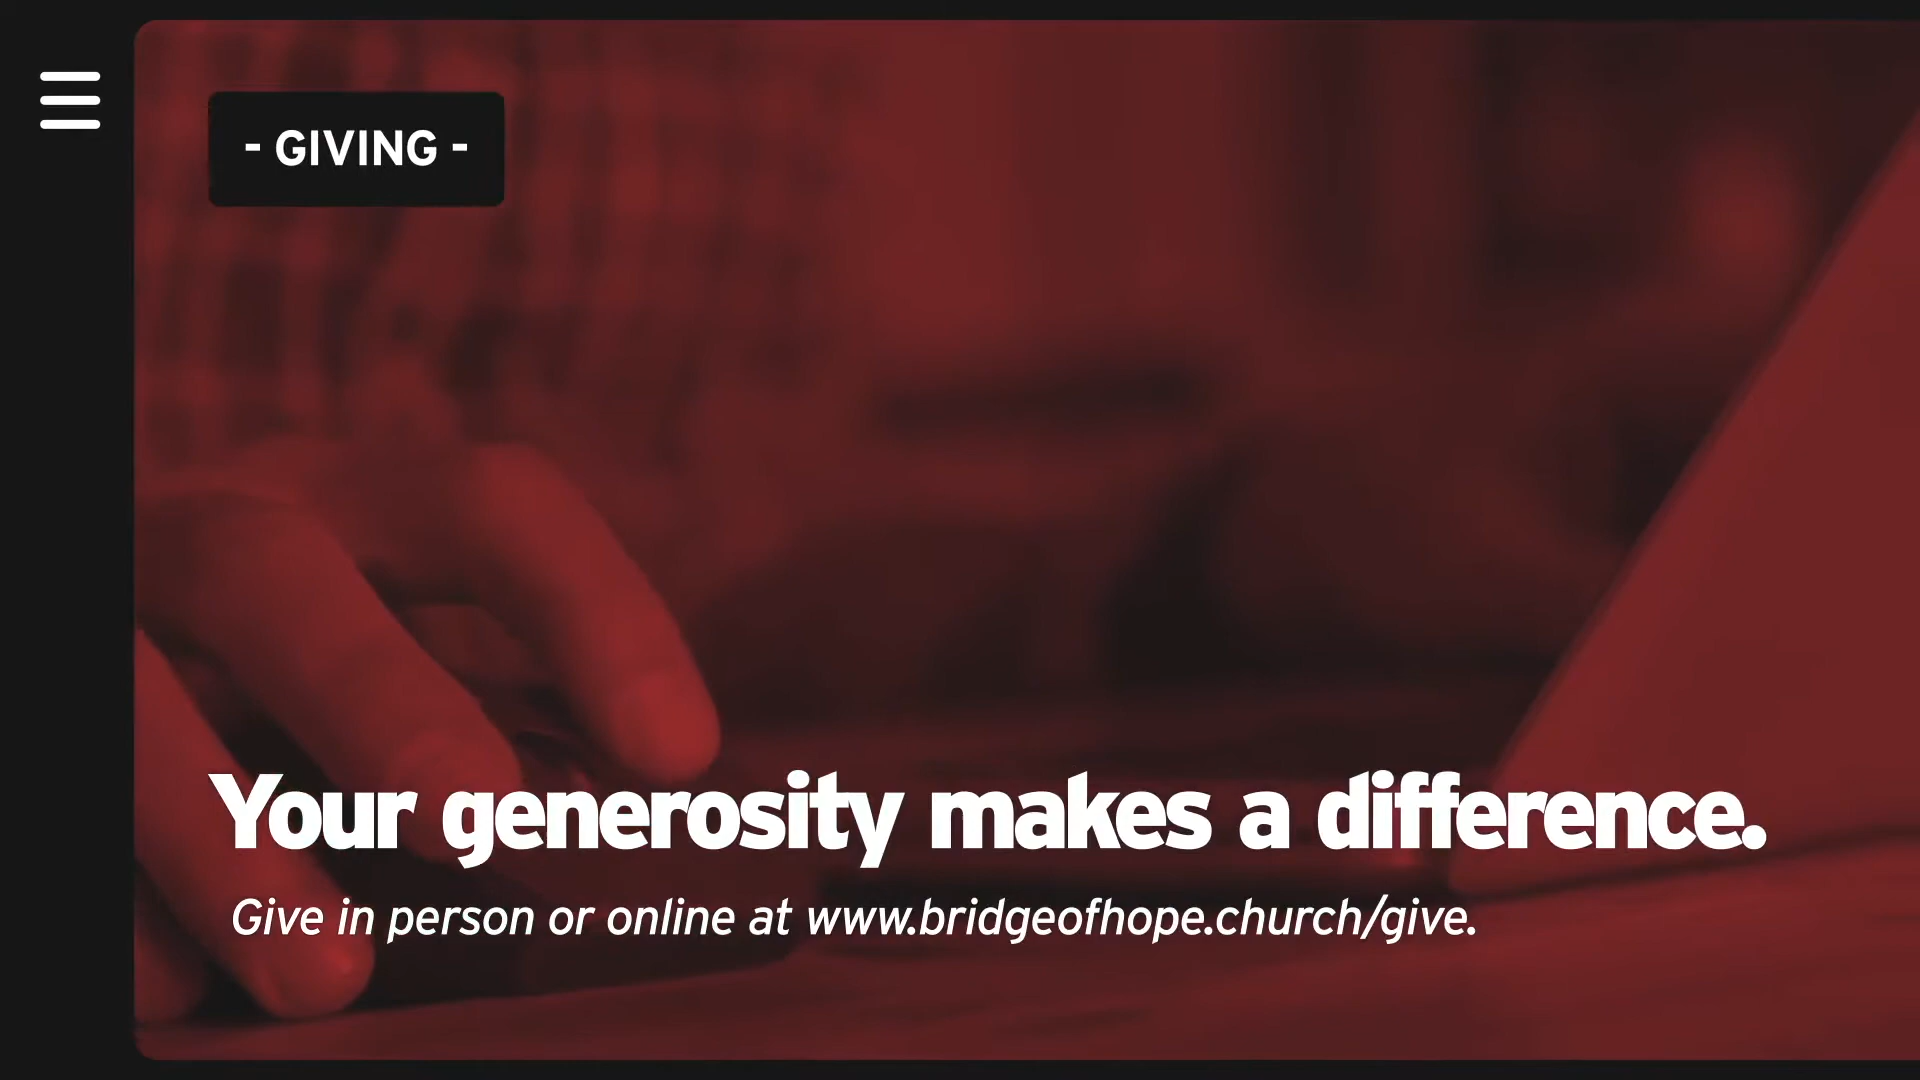 - GIVING -
Your generosity makes a difference.
Give in person or online at www.bridgeofhope.church/give.